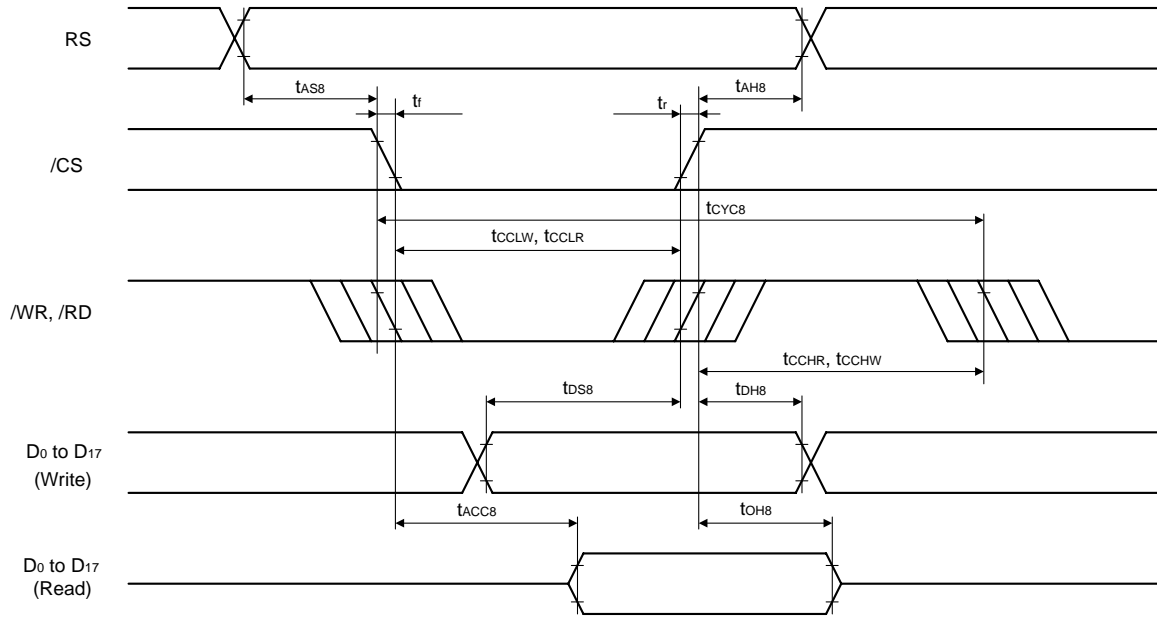 RS
tAS8
tf
tr
tAH8
/CS
tCYC8
tCCLW, tCCLR
/WR, /RD
tCCHR, tCCHW
tDS8
tDH8
D0 to D17
(Write)
tACC8
tOH8
D0 to D17
(Read)